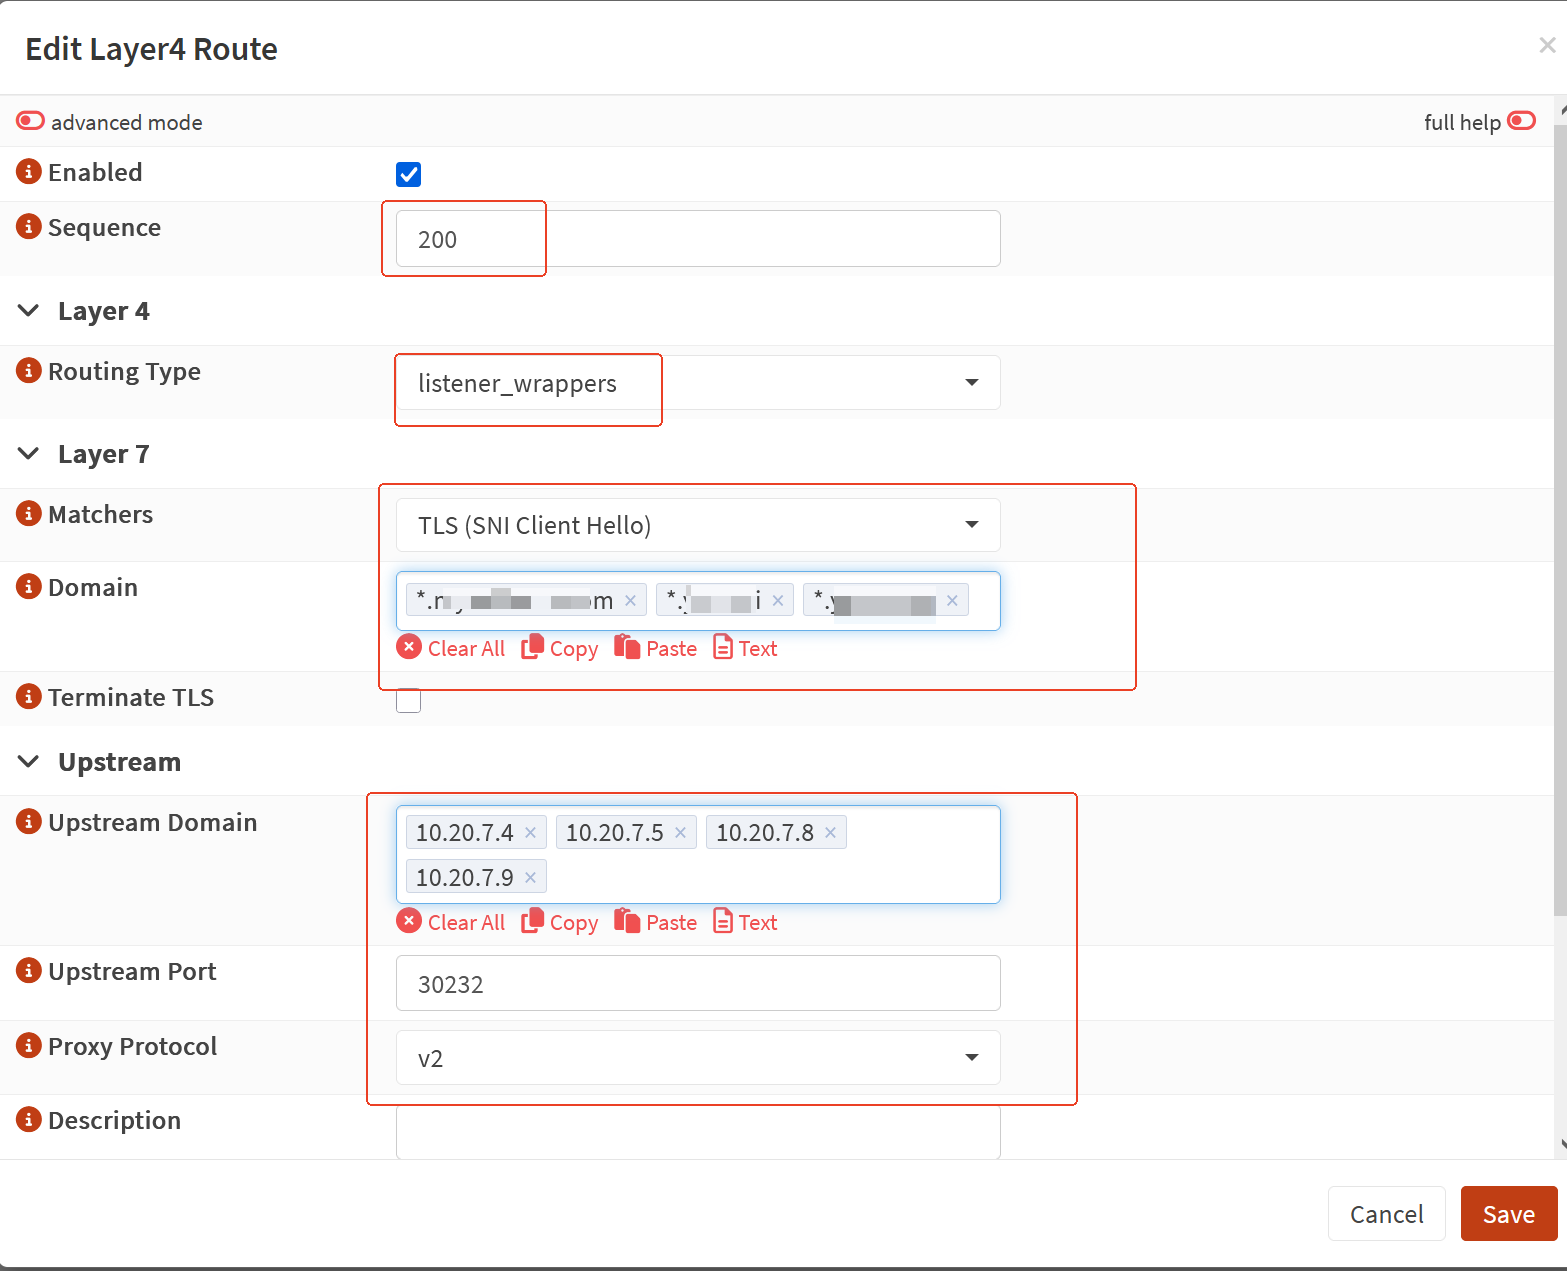 Edit Layer4 Route ×
advanced mode full help
Enabled
Sequence 200
Layer 4
Routing Type listener_wrappers
Layer 7
Matchers TLS (SNI Client Hello)
Domain
Clear All Copy Paste Text
Terminate TLS
Upstream
Upstream Domain 10.20.7.4 × 10.20.7.5 × 10.20.7.8 ×
10.20.7.9 ×
Clear All Copy Paste Text
Upstream Port 30232
Proxy Protocol v2
Description
Cancel Save